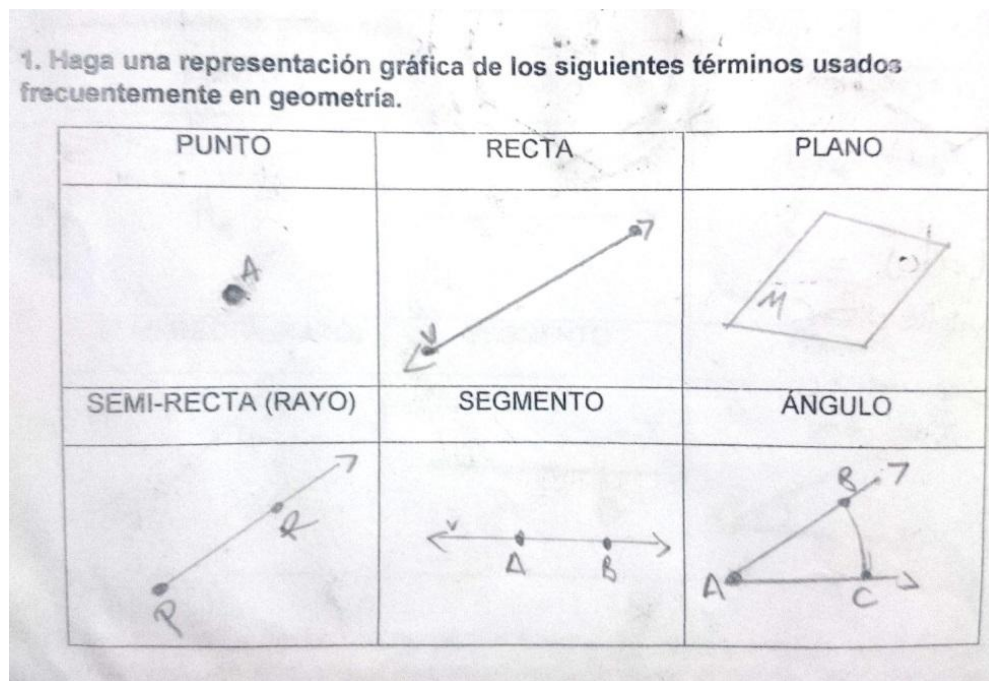 1. Haga una representación gráfica de los siguientes términos usados
frecuentemente en geometría.
PUNTO
RECTA
PLANO
A
M
SEMI-RECTA (RAYO)
SEGMENTO
ÁNGULO
P
A
B
A
B
C